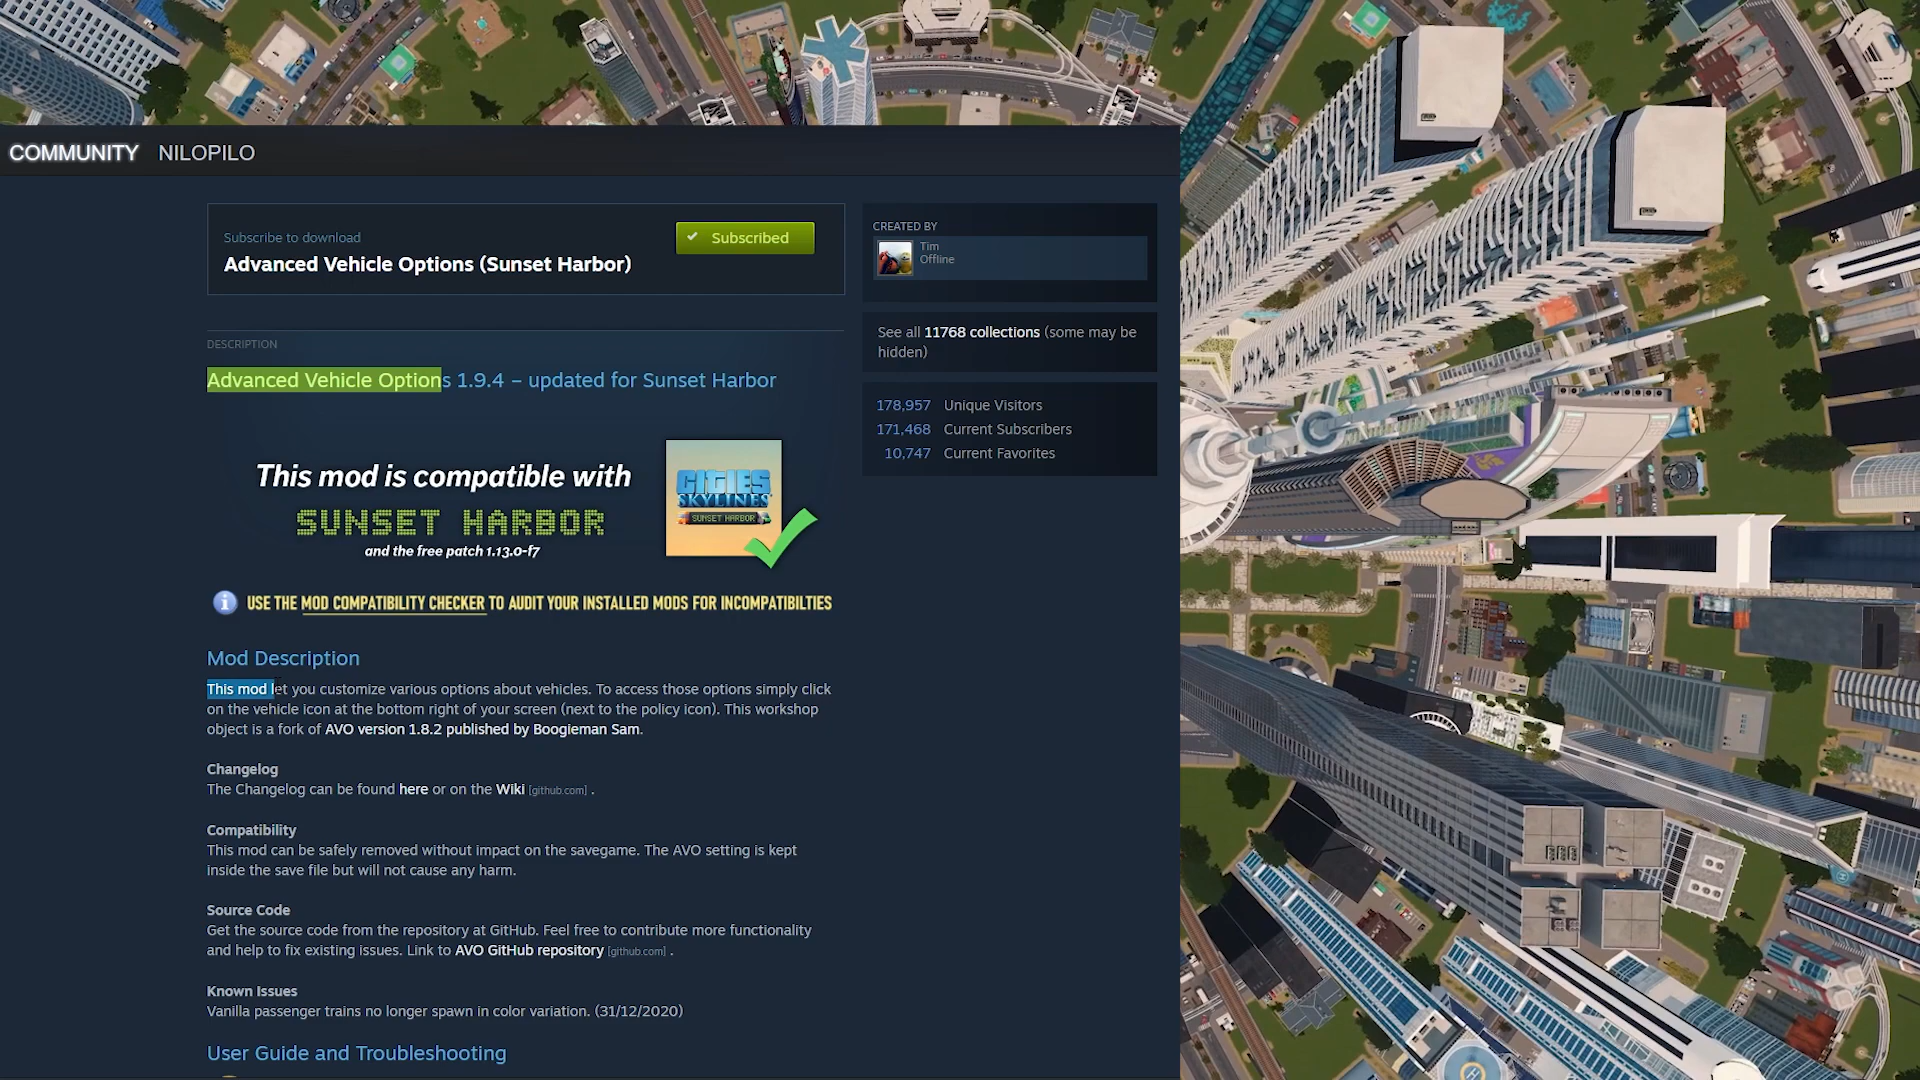 COMMUNITY NILOPILO
Subscribe to download
Advanced Vehicle Options (Sunset Harbor)
Subscribed
CREATED BY
Tim
Offline
See all 11768 collections (some may be
hidden)
178,957 Unique Visitors
171,468 Current Subscribers
10,747 Current Favorites
DESCRIPTION
Advanced Vehicle Options 1.9.4 – updated for Sunset Harbor
This mod is compatible with
SUNSET HARBOR
and the free patch 1.13.0-f7
CITIES
SKYLINES
SUNSET HARBOR
USE THE MOD COMPATIBILITY CHECKER TO AUDIT YOUR INSTALLED MODS FOR INCOMPATIBILTIES
Mod Description
This mod let you customize various options about vehicles. To access those options simply click
on the vehicle icon at the bottom right of your screen (next to the policy icon). This workshop
object is a fork of AVO version 1.8.2 published by Boogieman Sam.
Changelog
The Changelog can be found here or on the Wiki [github.com] .
Compatibility
This mod can be safely removed without impact on the savegame. The AVO setting is kept
inside the save file but will not cause any harm.
Source Code
Get the source code from the repository at GitHub. Feel free to contribute more functionality
and help to fix existing issues. Link to AVO GitHub repository [github.com] .
Known Issues
Vanilla passenger trains no longer spawn in color variation. (31/12/2020)
User Guide and Troubleshooting